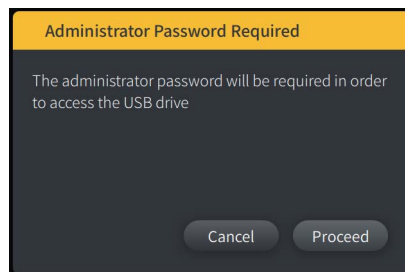 Administrator Password Required
The administrator password will be required in order
to access the USB drive
Cancel
Proceed